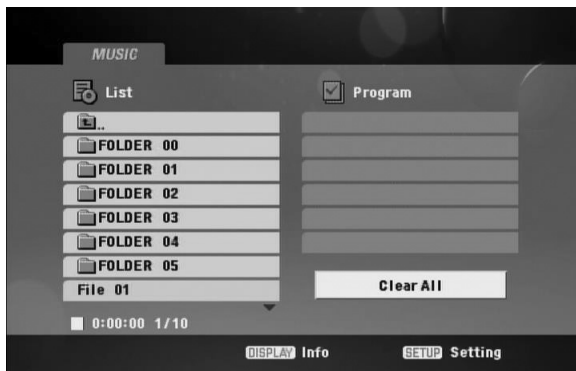 MUSIC
List
Program
..
FOLDER 00
FOLDER 01
FOLDER 02
FOLDER 03
FOLDER 04
FOLDER 05
File 01
Clear All
0:00:00 1/10
DISPLAY Info
SETUP Setting